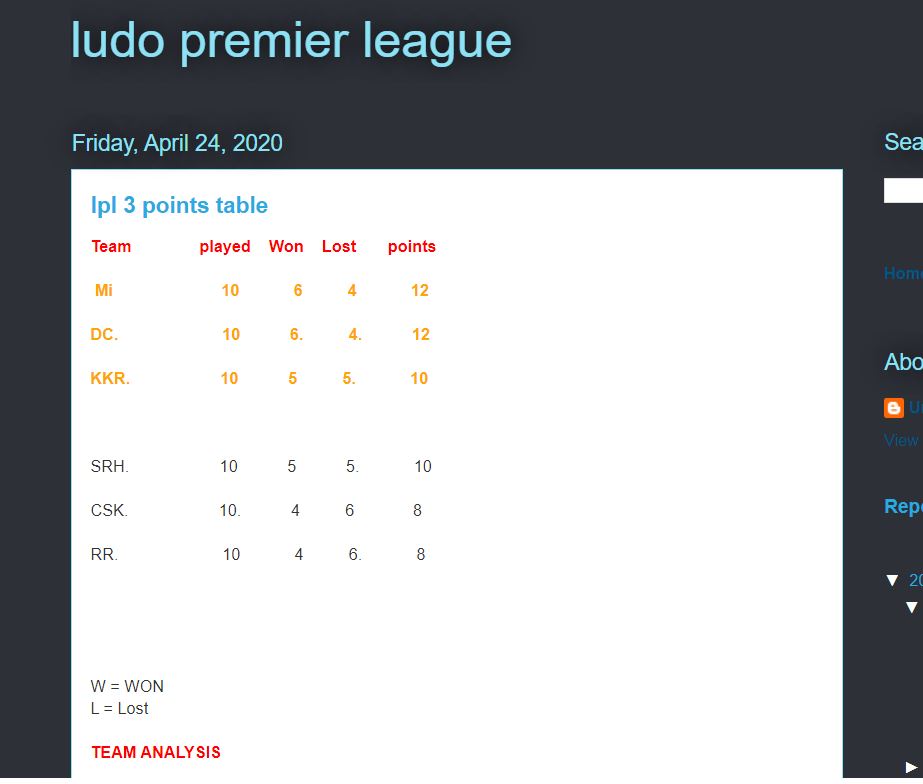 ludo premier league
Friday, April 24, 2020
lpl 3 points table
Team played Won Lost points
Mi 10 6 4 12
DC. 10 6. 4. 12
KKR. 10 5 5. 10
SRH. 10 5 5. 10
CSK. 10. 4 6 8
RR. 10 4 6. 8
W = WON
L = Lost
TEAM ANALYSIS
Sea
Home
Abo
View
Repo
20